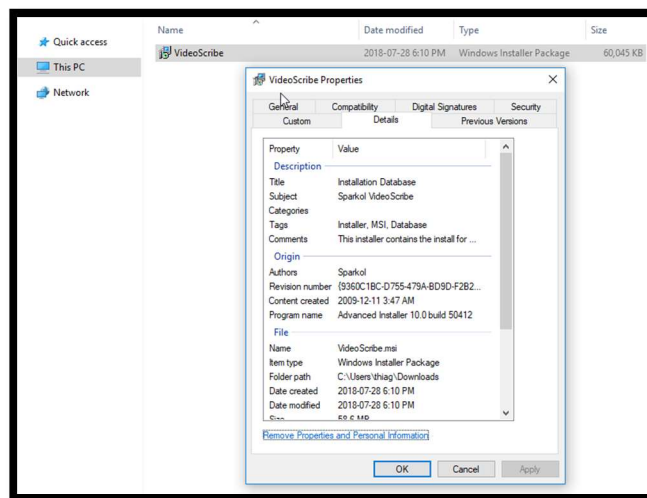 Name Date modified Type Size
Quick access
VideoScribe 2018-07-28 6:10 PM Windows Installer Package 60,045 KB
This PC
Network
VideoScribe Properties
General Compatibility Digital Signatures Security
Custom Details Previous Versions
Property Value
Description
Title Installation Database
Subject Sparkol VideoScribe
Categories
Tags Installer, MSI, Database
Comments This installer contains the install for ...
Origin
Authors Sparkol
Revision number {9360C1BC-D755-479A-BD9D-F2B2...
Content created 2009-12-11 3:47 AM
Program name Advanced Installer 10.0 build 50412
File
Name VideoScribe.msi
Item type Windows Installer Package
Folder path C:\Users\thiag\Downloads
Date created 2018-07-28 6:10 PM
Date modified 2018-07-28 6:10 PM
Size 58.6 MB
Remove Properties and Personal Information
OK Cancel Apply